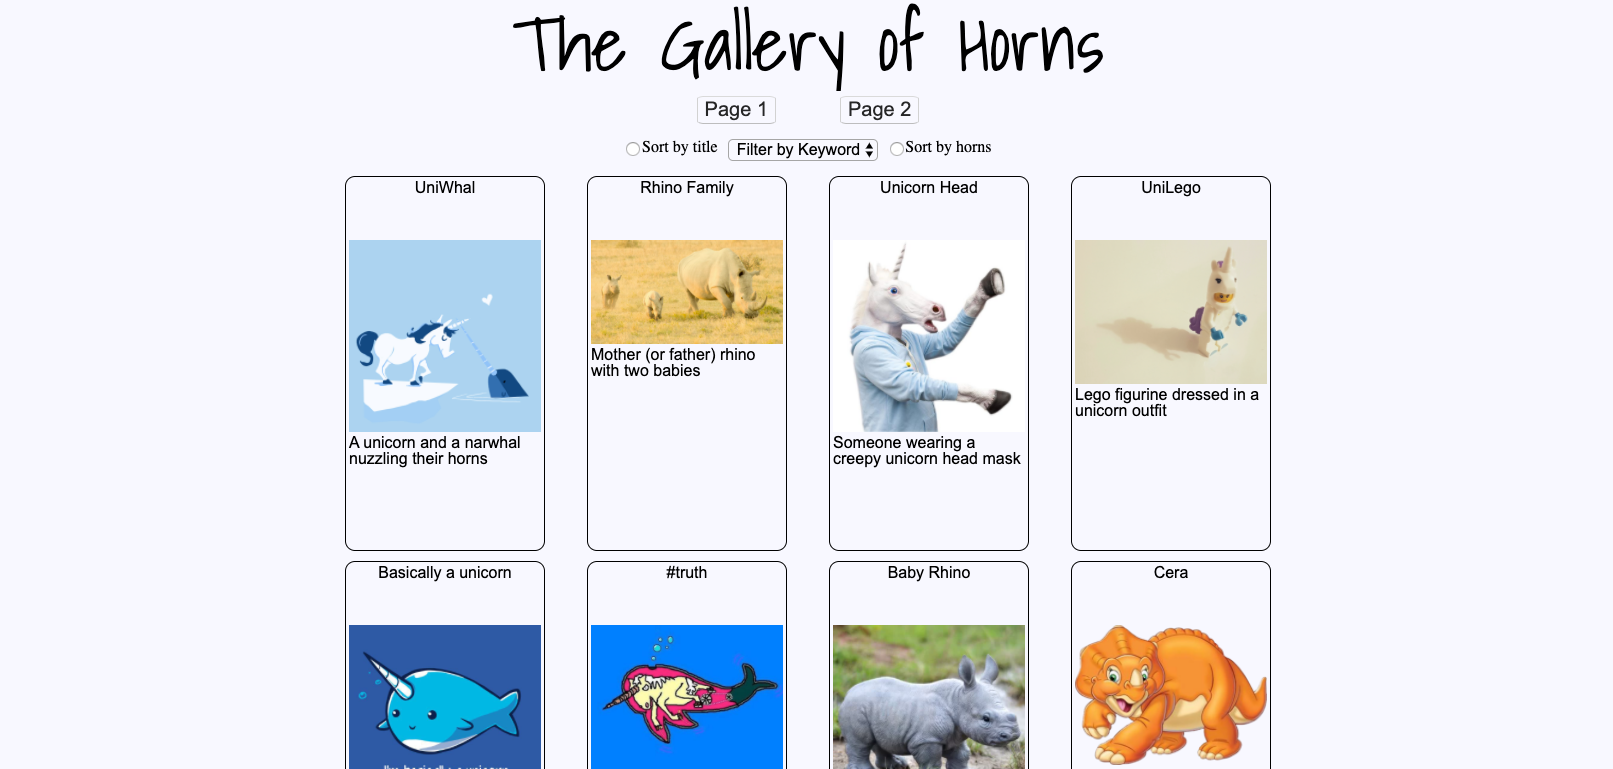 The Gallery of Horns
Page 1 Page 2
Sort by title Filter by Keyword Sort by horns
UniWhal
Rhino Family
Unicorn Head
UniLego
Mother (or father) rhino
with two babies
Lego figurine dressed in a
unicorn outfit
A unicorn and a narwhal
nuzzling their horns
Someone wearing a
creepy unicorn head mask
Basically a unicorn
#truth
Baby Rhino
Cera